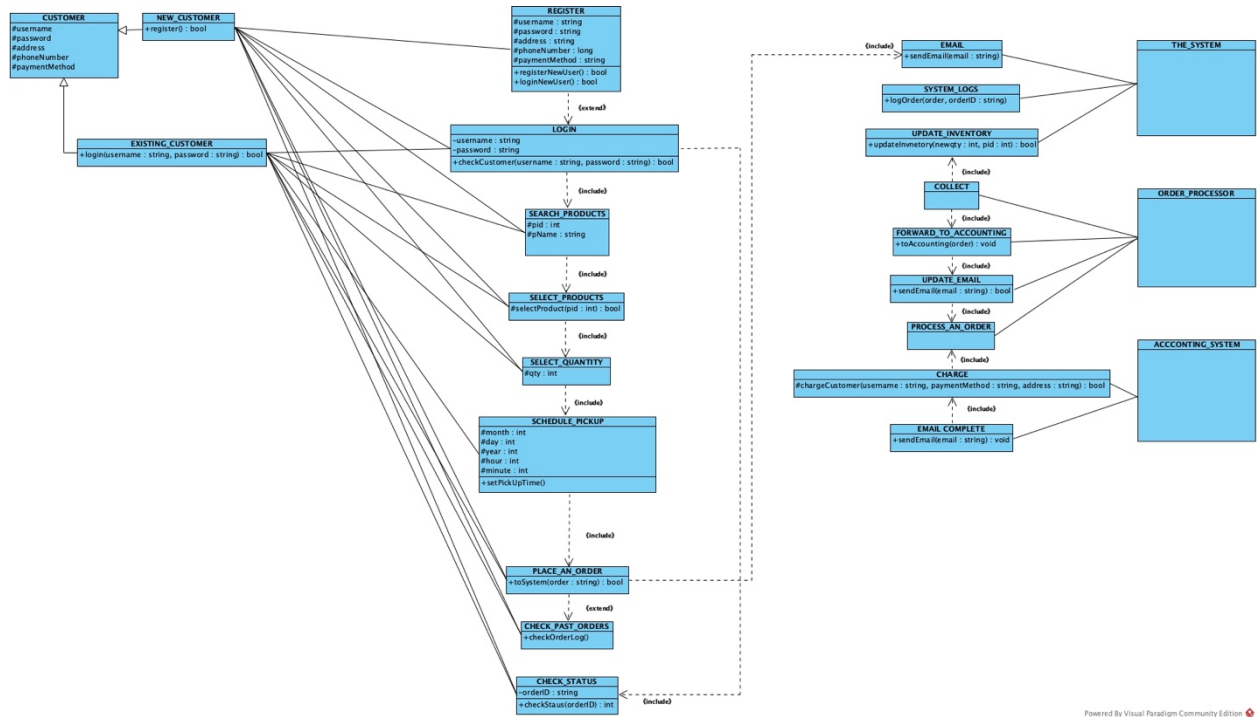 CUSTOMER
#username
#password
#address
#phoneNumber
#paymentMethod
NEW_CUSTOMER
+register() : bool
EXISTING_CUSTOMER
+login(username : string, password : string) : bool
REGISTER
#username : string
#password : string
#address : string
#phoneNumber : long
#paymentMethod : string
+registerNewUser() : bool
+loginNewUser() : bool
{extend}
LOGIN
-username : string
-password : string
+checkCustomer(username : string, password : string) : bool
{include}
SEARCH_PRODUCTS
#pid : int
#pName : string
{include}
SELECT_PRODUCTS
#selectProduct(pid : int) : bool
{include}
SELECT_QUANTITY
#qty : int
{include}
SCHEDULE_PICKUP
#month : int
#day : int
#year : int
#hour : int
#minute : int
+setPickUpTime()
{include}
PLACE_AN_ORDER
+toSystem(order : string) : bool
{extend}
CHECK_PAST_ORDERS
+checkOrderLog()
CHECK_STATUS
-orderID : string
+checkStaus(orderID) : int
{include}
{include}
EMAIL
+sendEmail(email : string)
SYSTEM_LOGS
+logOrder(order, orderID : string)
UPDATE_INVENTORY
+updateInvnetory(newqty : int, pid : int) : bool
{include}
COLLECT
{include}
FORWARD_TO_ACCOUNTING
+toAccounting(order) : void
{include}
UPDATE_EMAIL
+sendEmail(email : string) : bool
{include}
PROCESS_AN_ORDER
{include}
CHARGE
#chargeCustomer(username : string, paymentMethod : string, address : string) : bool
{include}
EMAIL COMPLETE
+sendEmail(email : string) : void
THE_SYSTEM
ORDER_PROCESSOR
ACCCONTING_SYSTEM
Powered By Visual Paradigm Community Edition